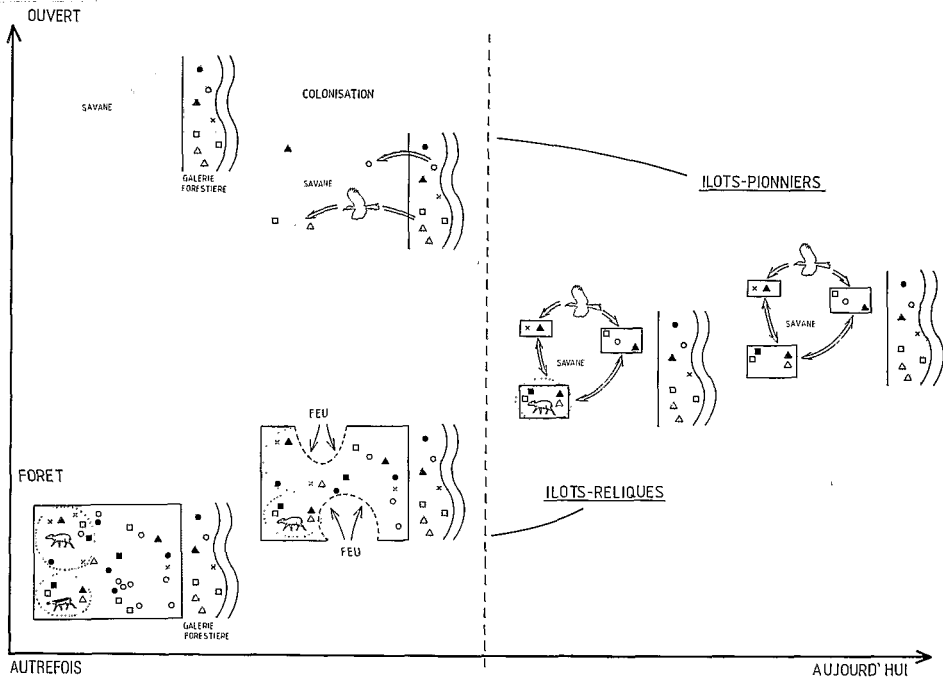 OUVERT
SAVANE
GALERIE
FORESTIERE
COLONISATION
SAVANE
ILOTS-PIONNIERS
SAVANE
SAVANE
FORET
FEU
FEU
ILOTS-RELIQUES
GALERIE
FORESTIERE
AUTREFOIS
AUJOURD'HUI